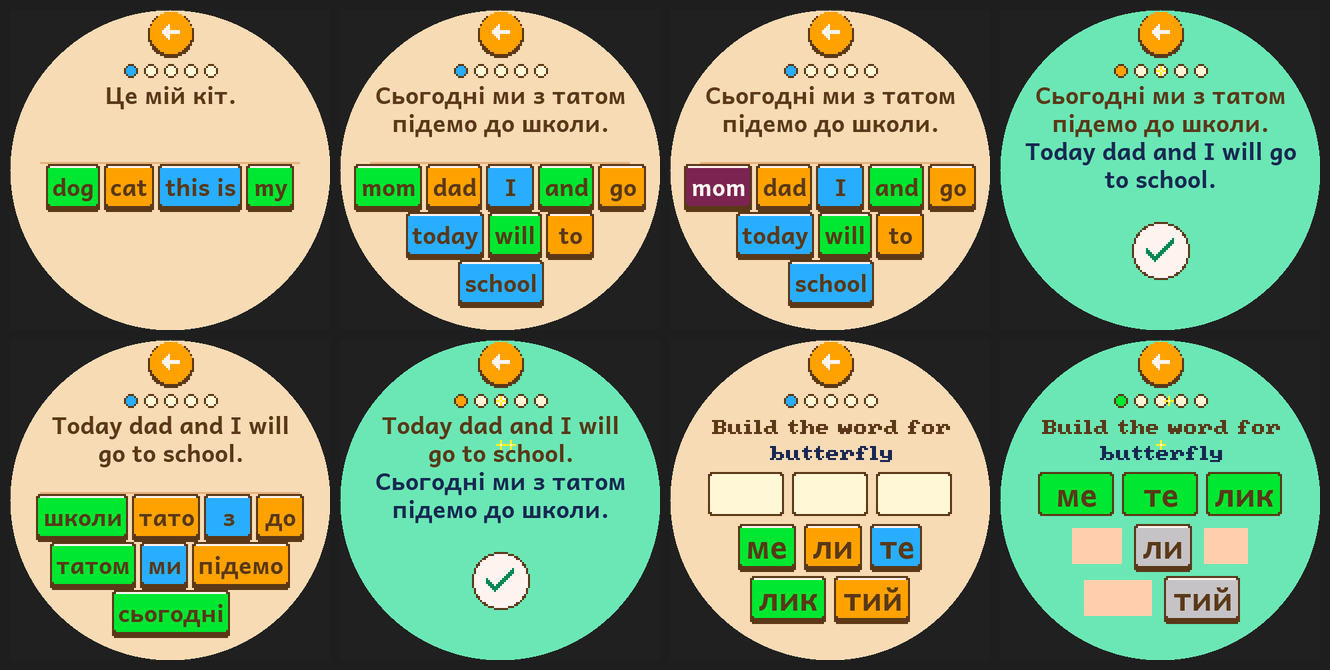 Це мій кіт.
dog cat this is my
Сьогодні ми з татом
підемо до школи.
mom dad I and go
today will to
school
Сьогодні ми з татом
підемо до школи.
mom dad I and go
today will to
school
Сьогодні ми з татом
підемо до школи.
Today dad and I will go
to school.
Today dad and I will
go to school.
школи тато з до
татом ми підемо
сьогодні
Today dad and I will
go to school.
Сьогодні ми з татом
підемо до школи.
Build the word for
butterfly
ме ли те
лик тий
Build the word for
butterfly
ме те лик
ли
тий